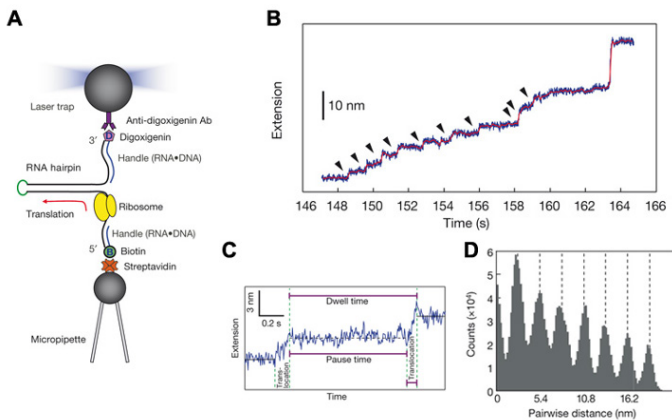 A
Laser trap
Anti-digoxigenin Ab
3′
D
Digoxigenin
Handle (RNA•DNA)
RNA hairpin
Ribosome
Translation
Handle (RNA•DNA)
5′
B
Biotin
Streptavidin
Micropipette
B
Extension
10 nm
146 148 150 152 154 156 158 160 162 164 166
Time (s)
C
Extension
3 nm
0.2 s
Dwell time
Pause time
Trans-
location
Translocation
Time
D
Counts (×10⁴)
6
5
4
3
2
1
0
0 5.4 10.8 16.2
Pairwise distance (nm)